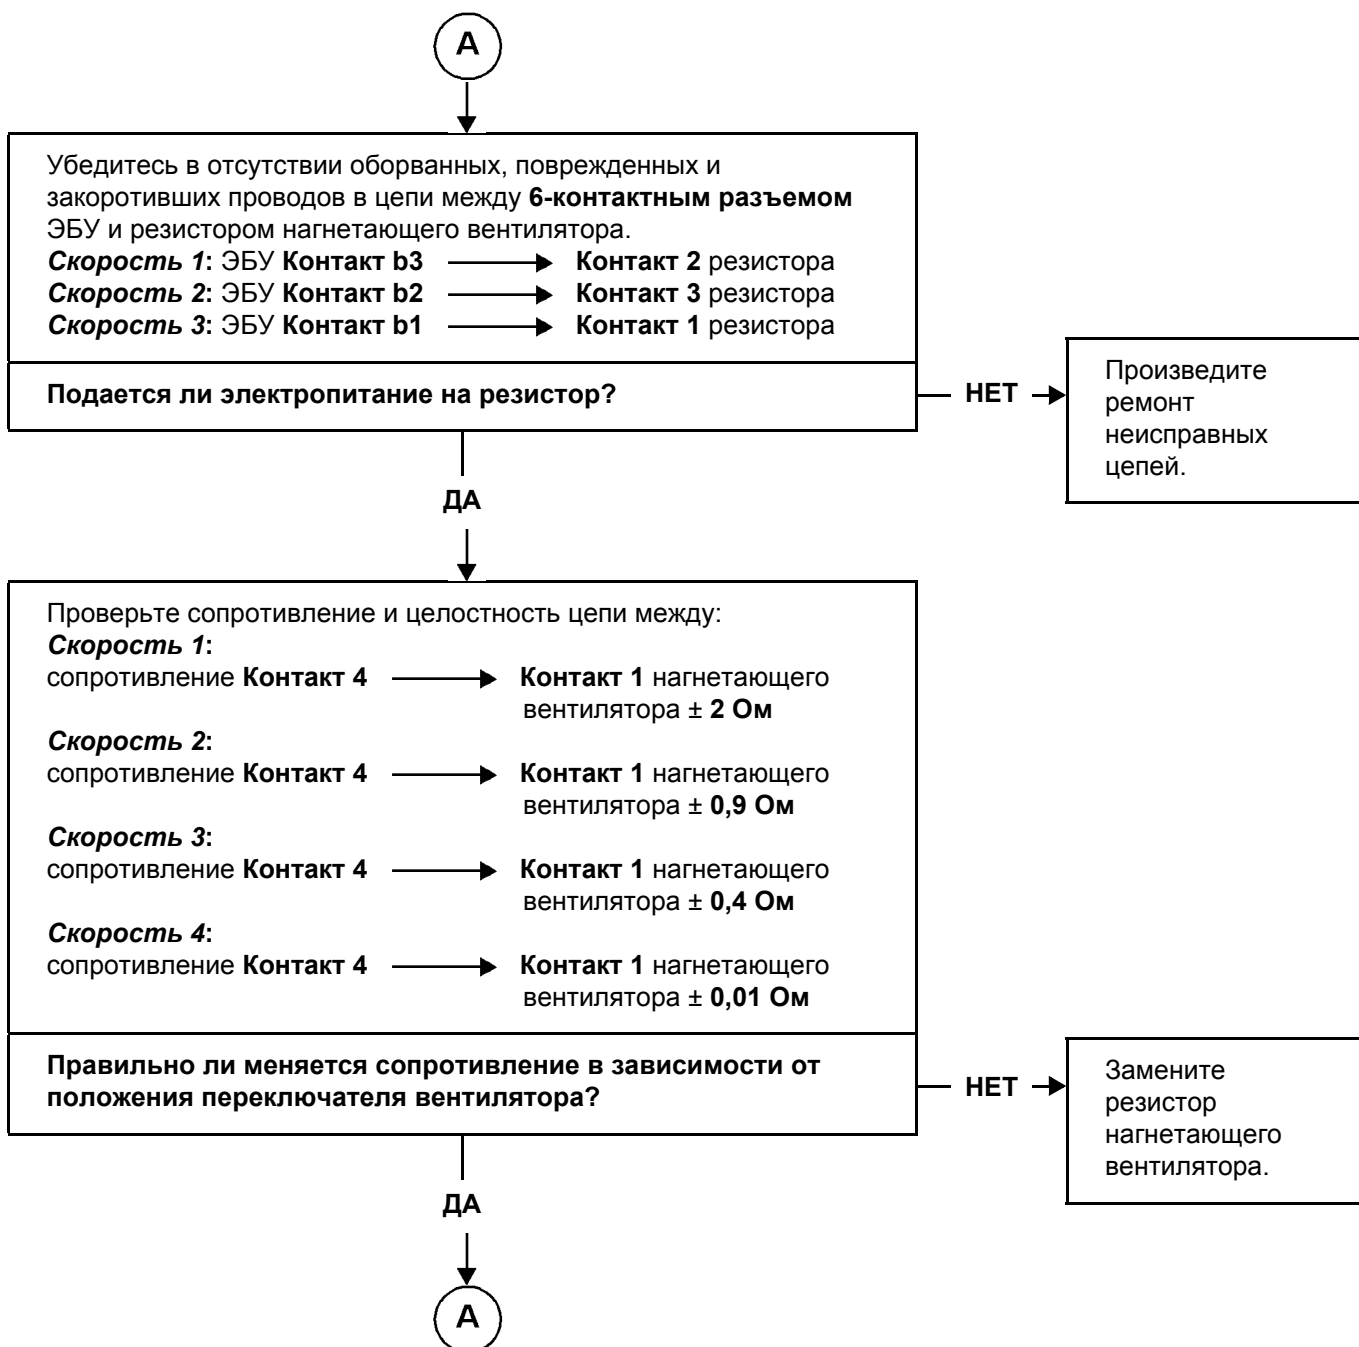 A
Убедитесь в отсутствии оборванных, поврежденных и
закоротивших проводов в цепи между 6-контактным разъемом
ЭБУ и резистором нагнетающего вентилятора.
Скорость 1: ЭБУ Контакт b3 Контакт 2 резистора
Скорость 2: ЭБУ Контакт b2 Контакт 3 резистора
Скорость 3: ЭБУ Контакт b1 Контакт 1 резистора
Подается ли электропитание на резистор?
НЕТ
Произведите
ремонт
неисправных
цепей.
ДА
Проверьте сопротивление и целостность цепи между:
Скорость 1:
сопротивление Контакт 4 Контакт 1 нагнетающего
вентилятора ± 2 Ом
Скорость 2:
сопротивление Контакт 4 Контакт 1 нагнетающего
вентилятора ± 0,9 Ом
Скорость 3:
сопротивление Контакт 4 Контакт 1 нагнетающего
вентилятора ± 0,4 Ом
Скорость 4:
сопротивление Контакт 4 Контакт 1 нагнетающего
вентилятора ± 0,01 Ом
Правильно ли меняется сопротивление в зависимости от
положения переключателя вентилятора?
НЕТ
Замените
резистор
нагнетающего
вентилятора.
ДА
A